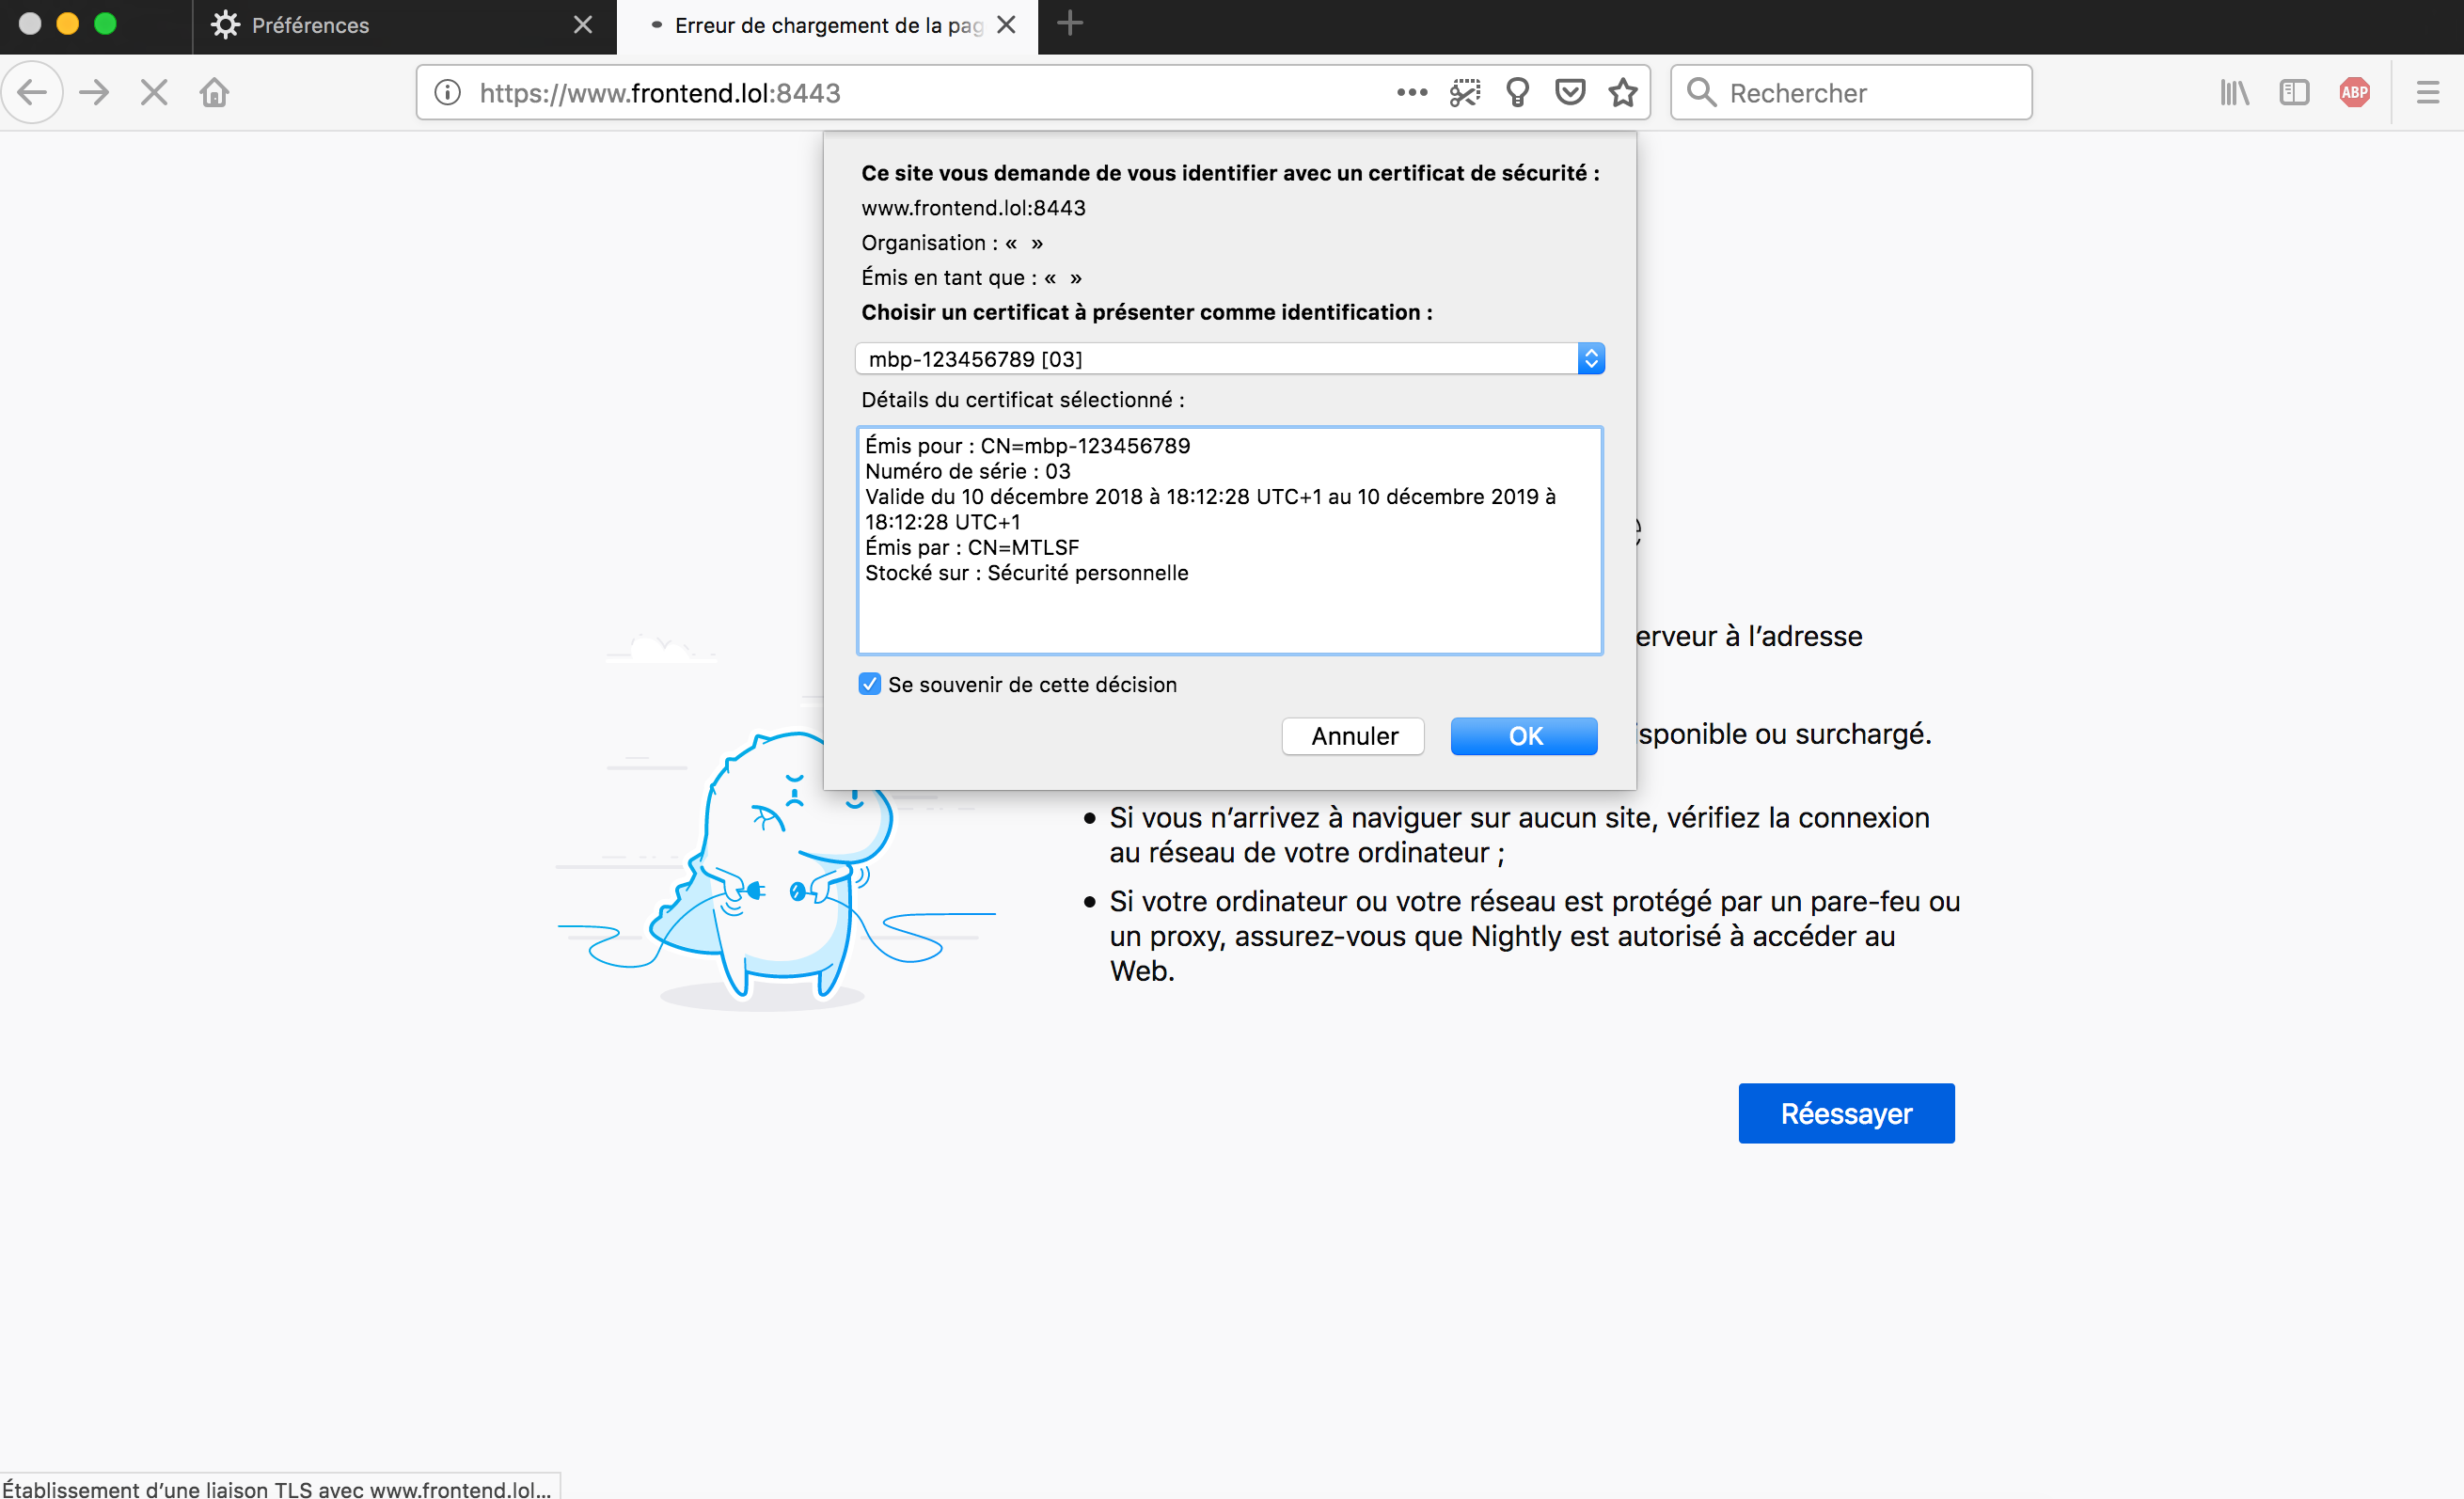 Préférences
Erreur de chargement de la pag
https://www.frontend.lol:8443
Rechercher
ABP
Ce site vous demande de vous identifier avec un certificat de sécurité :
www.frontend.lol:8443
Organisation : «  »
Émis en tant que : «  »
Choisir un certificat à présenter comme identification :
mbp-123456789 [03]
Détails du certificat sélectionné :
Émis pour : CN=mbp-123456789
Numéro de série : 03
Valide du 10 décembre 2018 à 18:12:28 UTC+1 au 10 décembre 2019 à
18:12:28 UTC+1
Émis par : CN=MTLSF
Stocké sur : Sécurité personnelle
erveur à l’adresse
Se souvenir de cette décision
Annuler
OK
isponible ou surchargé.
• Si vous n’arrivez à naviguer sur aucun site, vérifiez la connexion
au réseau de votre ordinateur ;
• Si votre ordinateur ou votre réseau est protégé par un pare-feu ou
un proxy, assurez-vous que Nightly est autorisé à accéder au
Web.
Réessayer
Établissement d’une liaison TLS avec www.frontend.lol...